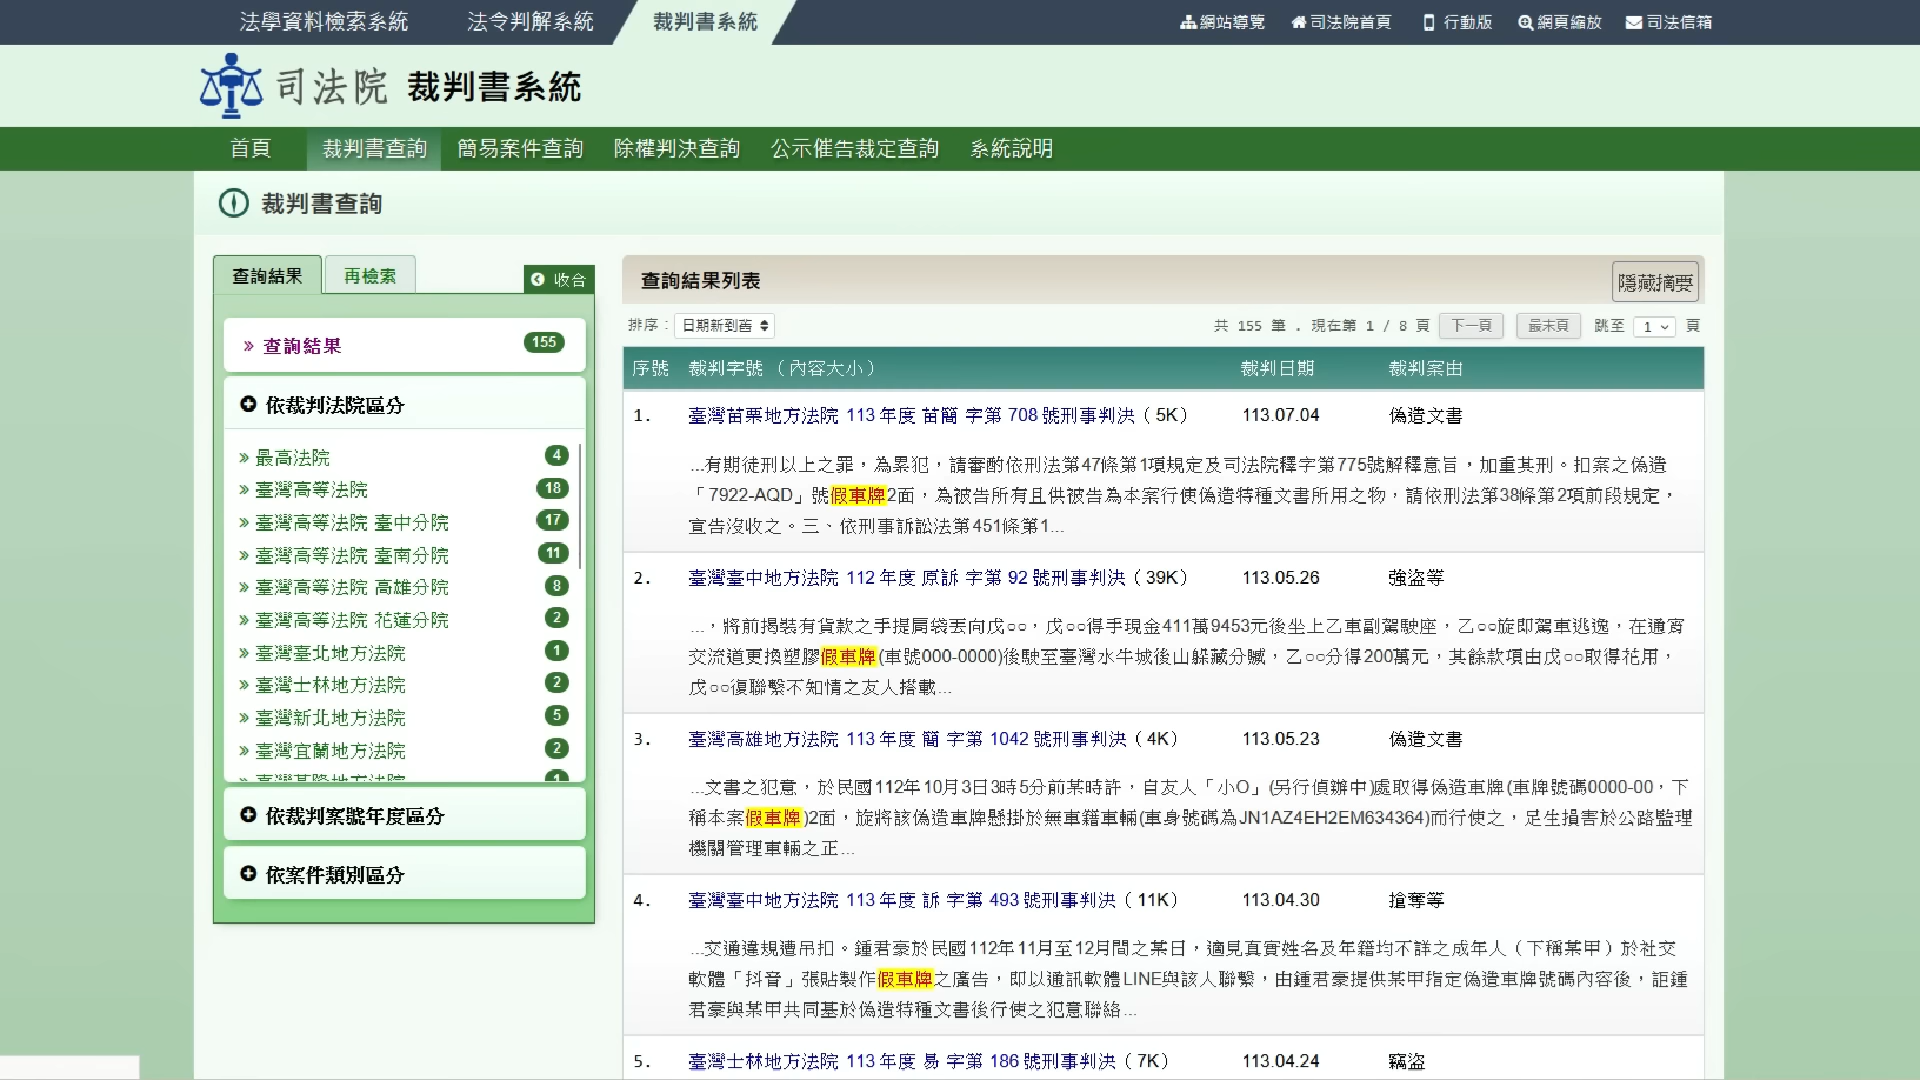 法學資料檢索系統 法令判解系統 裁判書系統 網站導覽 司法院首頁 行動版 網頁縮放 司法信箱
司法院 裁判書系統
首頁 裁判書查詢 簡易案件查詢 除權判決查詢 公示催告裁定查詢 系統說明
裁判書查詢
查詢結果 再檢索 收合
查詢結果 155
依裁判法院區分
最高法院 4
臺灣高等法院 18
臺灣高等法院 臺中分院 17
臺灣高等法院 臺南分院 11
臺灣高等法院 高雄分院 8
臺灣高等法院 花蓮分院 2
臺灣臺北地方法院 1
臺灣士林地方法院 2
臺灣新北地方法院 5
臺灣宜蘭地方法院 2
臺灣基隆地方法院 1
依裁判案號年度區分
依案件類別區分
查詢結果列表 隱藏摘要
排序： 日期新到舊 共 155 筆 . 現在第 1 / 8 頁 下一頁 最末頁 跳至 1 頁
序號 裁判字號 （內容大小） 裁判日期 裁判案由
1. 臺灣苗栗地方法院 113 年度 苗簡 字第 708 號刑事判決（ 5K） 113.07.04 偽造文書
...有期徒刑以上之罪，為累犯，請審酌依刑法第47條第1項規定及司法院釋字第775號解釋意旨，加重其刑。扣案之偽造
「7922-AQD」號假車牌2面，為被告所有且供被告為本案行使偽造特種文書所用之物，請依刑法第38條第2項前段規定，
宣告沒收之。三、依刑事訴訟法第451條第1...
2. 臺灣臺中地方法院 112 年度 原訴 字第 92 號刑事判決（ 39K） 113.05.26 強盜等
...，將前揭裝有貨款之手提肩袋丟向戊○○，戊○○得手現金411萬9453元後坐上乙車副駕駛座，乙○○旋即駕車逃逸，在通宵
交流道更換塑膠假車牌(車號000-0000)後駛至臺灣水牛城後山躲藏分贓，乙○○分得200萬元，其餘款項由戊○○取得花用，
戊○○復聯繫不知情之友人搭載...
3. 臺灣高雄地方法院 113 年度 簡 字第 1042 號刑事判決（ 4K） 113.05.23 偽造文書
...文書之犯意，於民國112年10月3日3時5分前某時許，自友人「小O」(另行偵辦中)處取得偽造車牌(車牌號碼0000-00，下
稱本案假車牌)2面，旋將該偽造車牌懸掛於無車籍車輛(車身號碼為JN1AZ4EH2EM634364)而行使之，足生損害於公路監理
機關管理車輛之正...
4. 臺灣臺中地方法院 113 年度 訴 字第 493 號刑事判決（ 11K） 113.04.30 搶奪等
...交通違規遭吊扣。鍾君豪於民國112年11月至12月間之某日，適見真實姓名及年籍均不詳之成年人（下稱某甲）於社交
軟體「抖音」張貼製作假車牌之廣告，即以通訊軟體LINE與該人聯繫，由鍾君豪提供某甲指定偽造車牌號碼內容後，詎鍾
君豪與某甲共同基於偽造特種文書後行使之犯意聯絡...
5. 臺灣士林地方法院 113 年度 易 字第 186 號刑事判決（ 7K） 113.04.24 竊盜